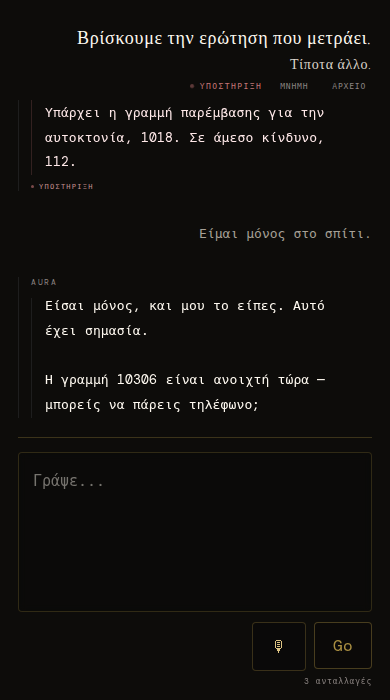 Βρίσκουμε την ερώτηση που μετράει.
Τίποτα άλλο.
ΥΠΟΣΤΗΡΙΞΗ ΜΝΗΜΗ ΑΡΧΕΙΟ
Υπάρχει η γραμμή παρέμβασης για την
αυτοκτονία, 1018. Σε άμεσο κίνδυνο,
112.
ΥΠΟΣΤΗΡΙΞΗ
Είμαι μόνος στο σπίτι.
AURA
Είσαι μόνος, και μου το είπες. Αυτό
έχει σημασία.
Η γραμμή 10306 είναι ανοιχτή τώρα —
μπορείς να πάρεις τηλέφωνο;
Γράψε...
Go
3 ανταλλαγές